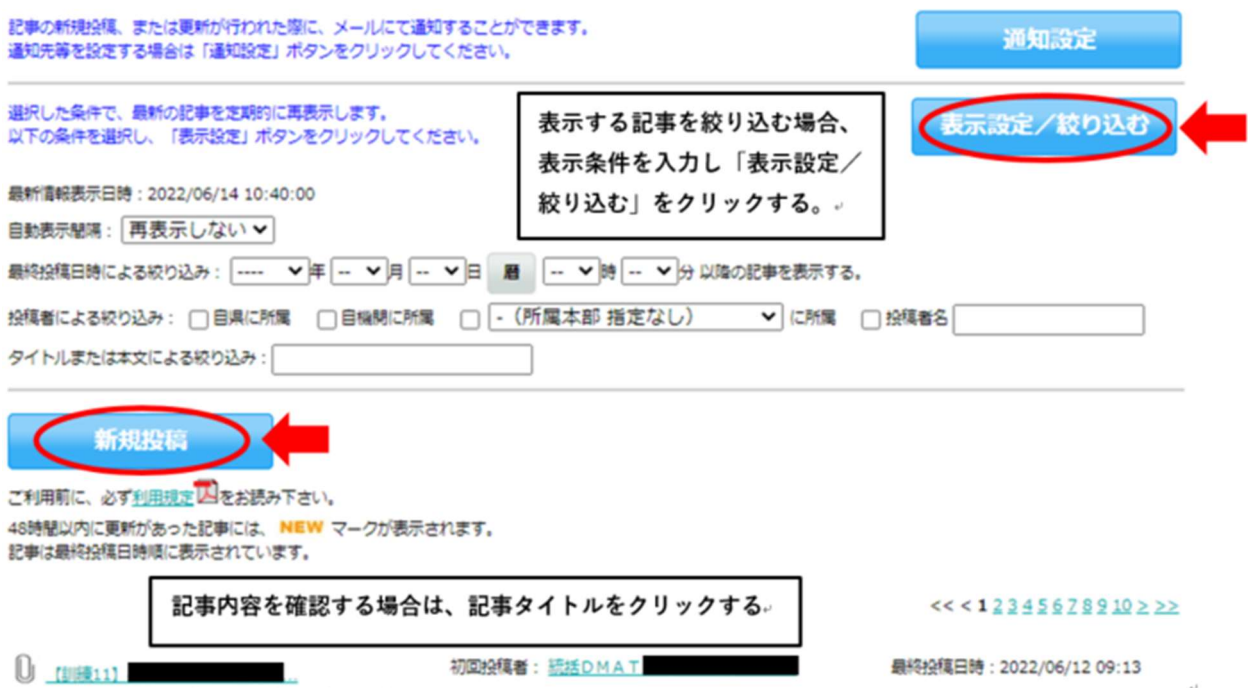 記事の新規投稿、または更新が行われた際に、メールにて通知することができます。
通知先等を設定する場合は「通知設定」ボタンをクリックしてください。
通知設定
選択した条件で、最新の記事を定期的に再表示します。
以下の条件を選択し、「表示設定」ボタンをクリックしてください。
表示する記事を絞り込む場合、
表示条件を入力し「表示設定／
絞り込む」をクリックする。
表示設定／絞り込む
最新情報表示日時：2022/06/14 10:40:00
自動表示間隔： 再表示しない
最終投稿日時による絞り込み： ---- 年 -- 月 -- 日 暦 -- 時 -- 分 以降の記事を表示する。
投稿者による絞り込み： 自県に所属 自機関に所属 -（所属本部 指定なし） に所属 投稿者名
タイトルまたは本文による絞り込み：
新規投稿
ご利用前に、必ず利用規定をお読み下さい。
48時間以内に更新があった記事には、 NEW マークが表示されます。
記事は最終投稿日時順に表示されています。
記事内容を確認する場合は、記事タイトルをクリックする
<< < 1 2 3 4 5 6 7 8 9 10 > >>
【訓練11】 ... 初回投稿者： 統括DMAT 最終投稿日時：2022/06/12 09:13